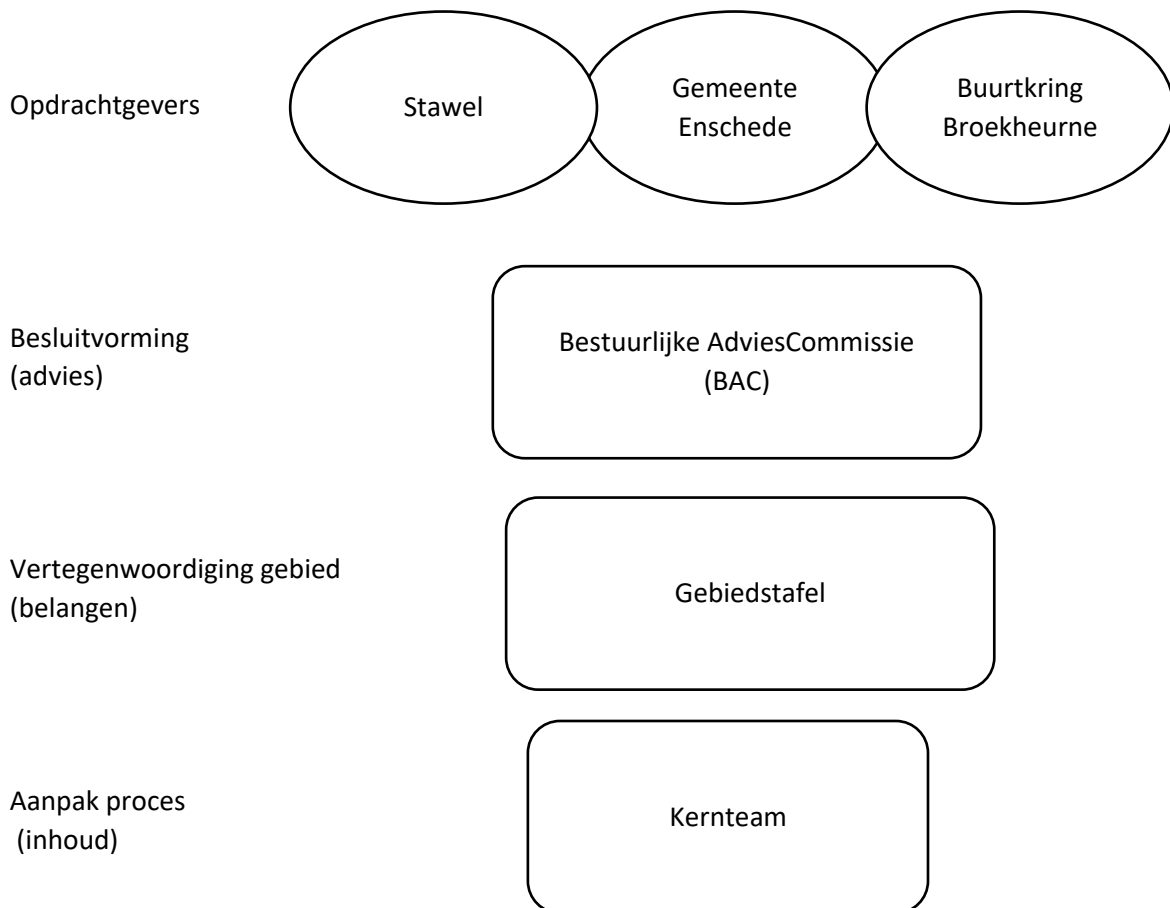 Opdrachtgevers
Stawel
Gemeente
Enschede
Buurtkring
Broekheurne
Besluitvorming
(advies)
Bestuurlijke AdviesCommissie
(BAC)
Vertegenwoordiging gebied
(belangen)
Gebiedstafel
Aanpak proces
(inhoud)
Kernteam